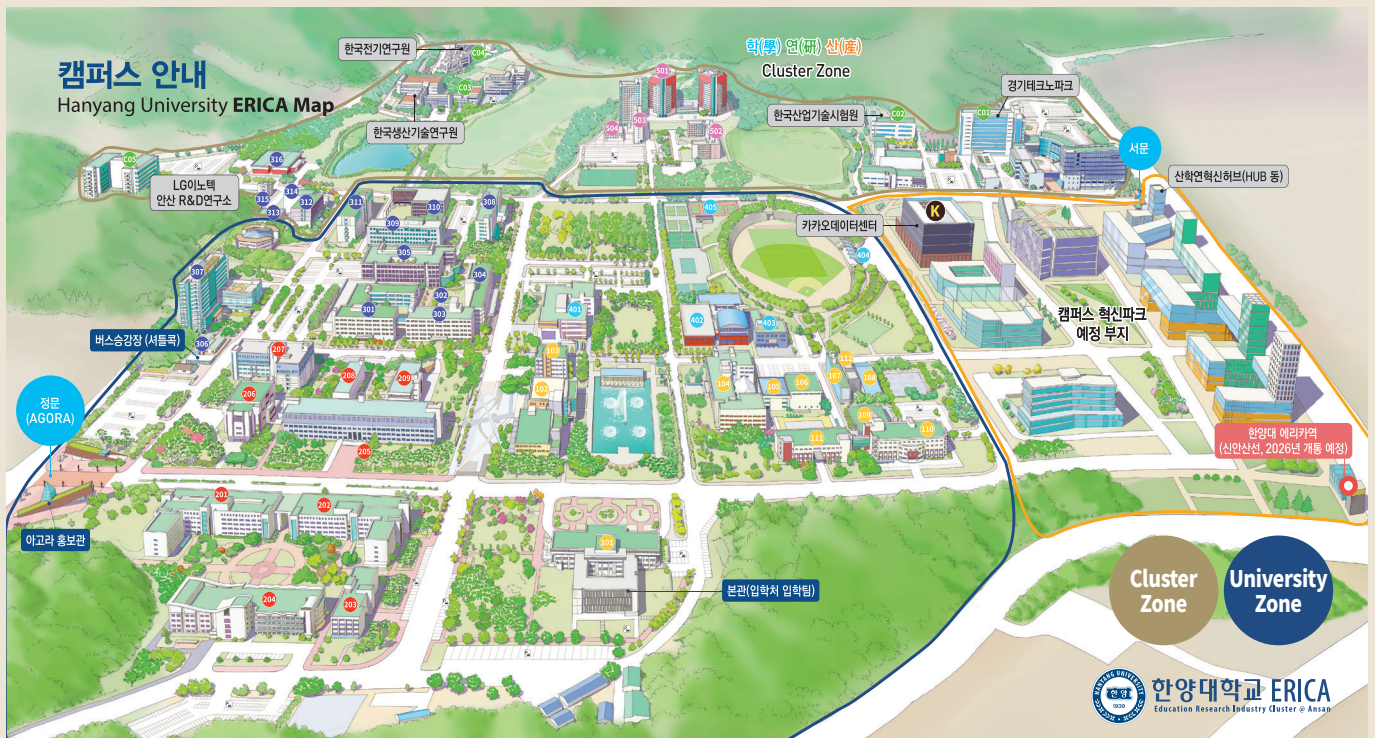 캠퍼스 안내
Hanyang University ERICA Map
학(學) 연(硏) 산(産)
Cluster Zone
한국전기연구원
C04
C03
한국생산기술연구원
501
503
504
502
한국산업기술시험원
C02
C01
경기테크노파크
서문
산학연혁신허브(HUB 동)
C05
LG이노텍
안산 R&D연구소
316
314
315
312
313
311
310
308
309
305
307
304
302
301
303
306
버스승강장 (셔틀콕)
405
404
K
카카오데이터센터
캠퍼스 혁신파크
예정 부지
401
402
403
207
208
209
206
205
103
102
104
105
106
112
107
108
109
110
111
정문
(AGORA)
아고라 홍보관
한양대 에리카역
(신안산선, 2026년 개통 예정)
201
202
204
203
101
본관(입학처 입학팀)
Cluster
Zone
University
Zone
HANYANG UNIVERSITY
한양
1939
한양대학교 ERICA
Education Research Industry Cluster @ Ansan